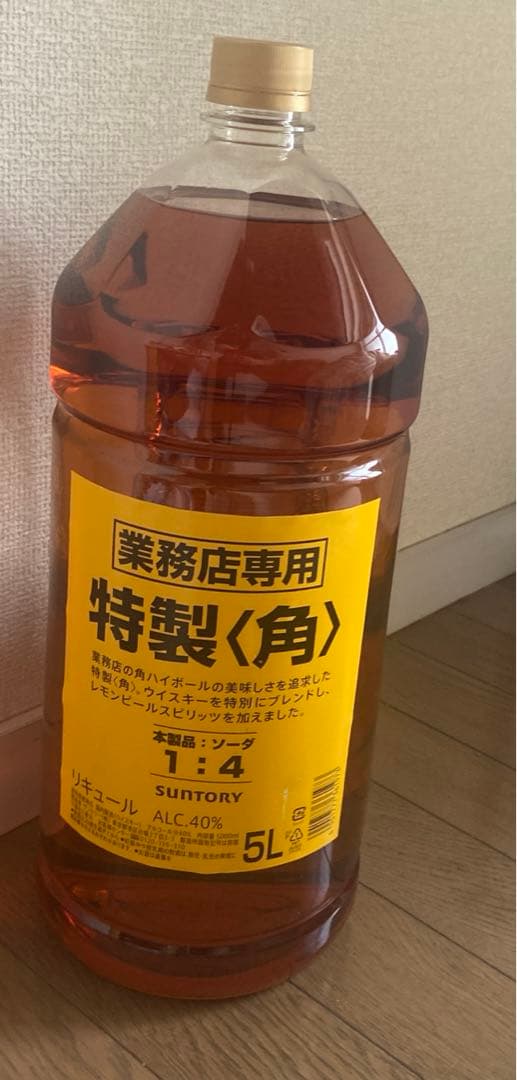 業務店専用
特製〈角〉
業務店の角ハイボールの美味しさを追求した
特製〈角〉。ウイスキーを特別にブレンドし、
レモンピールスピリッツを加えました。
本製品：ソーダ
1：4
SUNTORY
リキュール ALC.40%
5L